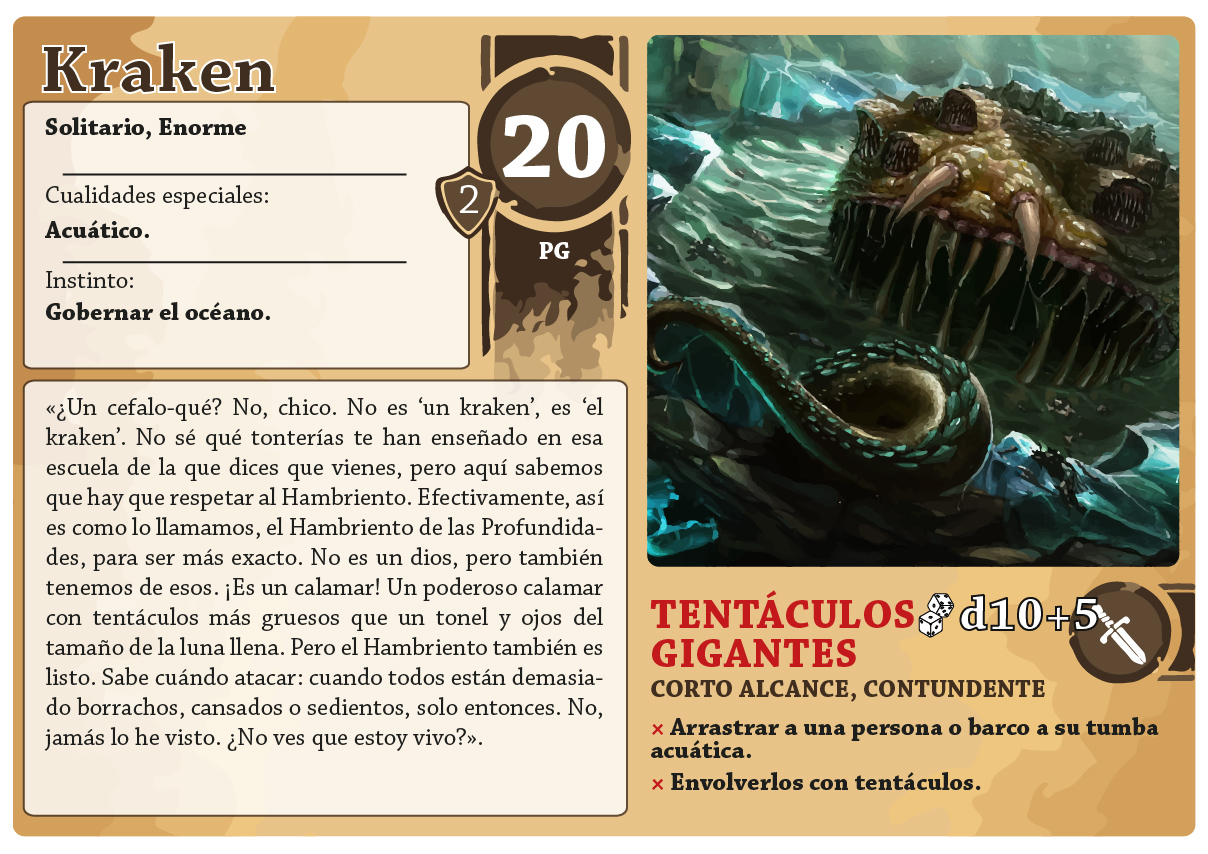 Kraken
Solitario, Enorme
Cualidades especiales:
Acuático.
Instinto:
Gobernar el océano.
2
20
PG
«¿Un cefalo-qué? No, chico. No es ‘un kraken’, es ‘el
kraken’. No sé qué tonterías te han enseñado en esa
escuela de la que dices que vienes, pero aquí sabemos
que hay que respetar al Hambriento. Efectivamente, así
es como lo llamamos, el Hambriento de las Profundida-
des, para ser más exacto. No es un dios, pero también
tenemos de esos. ¡Es un calamar! Un poderoso calamar
con tentáculos más gruesos que un tonel y ojos del
tamaño de la luna llena. Pero el Hambriento también es
listo. Sabe cuándo atacar: cuando todos están demasia-
do borrachos, cansados o sedientos, solo entonces. No,
jamás lo he visto. ¿No ves que estoy vivo?».
TENTÁCULOS d10+5
GIGANTES
CORTO ALCANCE, CONTUNDENTE
× Arrastrar a una persona o barco a su tumba
acuática.
× Envolverlos con tentáculos.